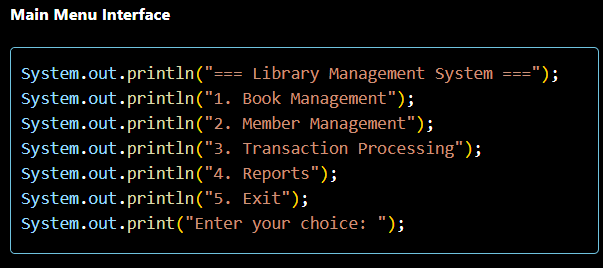 Main Menu Interface
System.out.println("=== Library Management System ===");
System.out.println("1. Book Management");
System.out.println("2. Member Management");
System.out.println("3. Transaction Processing");
System.out.println("4. Reports");
System.out.println("5. Exit");
System.out.print("Enter your choice: ");